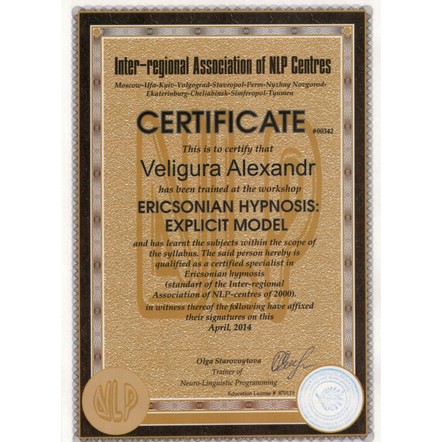 Inter-regional Association of NLP Centres
Moscow-Ufa-Kyiv-Volgograd-Stavropol-Perm-Nyzhny Novgorod-
Ekaterinburg-Cheliabinsk-Simferopol-Tyumen
CERTIFICATE #00342
This is to certify that
Veligura Alexandr
has been trained at the workshop
ERICSONIAN HYPNOSIS:
EXPLICIT MODEL
and has learnt the subjects within the scope of
the syllabus. The said person hereby is
qualified as a certified specialist in
Ericsonian hypnosis
(standart of the Inter-regional
Association of NLP-centres of 2000).
in witness thereof the following have affixed
their signatures on this
April, 2014
Olga Starovoytova
Trainer of
Neuro-Linguistic Programming
Education License #
NLP